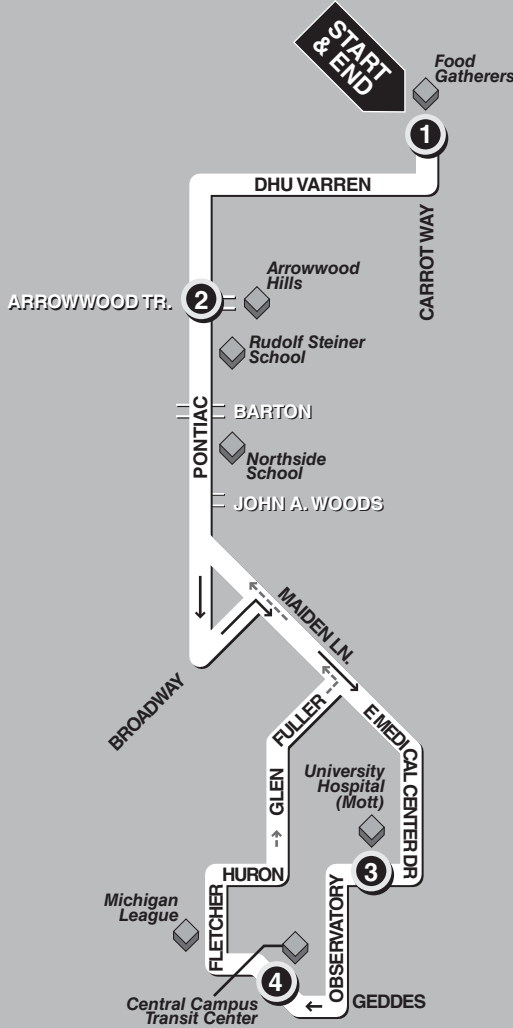 START
& END
Food
Gatherers
1
DHU VARREN
CARROT WAY
Arrowwood
Hills
ARROWWOOD TR.
2
Rudolf Steiner
School
BARTON
PONTIAC
Northside
School
JOHN A. WOODS
MAIDEN LN.
BROADWAY
FULLER
E MEDICAL CENTER DR
University
Hospital
(Mott)
GLEN
HURON
3
Michigan
League
FLETCHER
OBSERVATORY
4
GEDDES
Central Campus
Transit Center